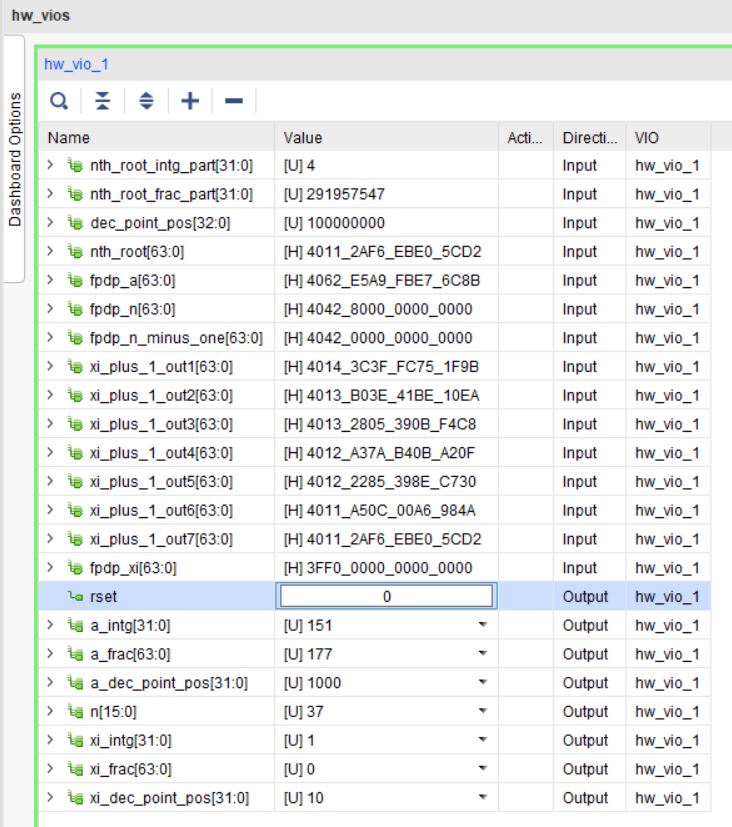 hw_vios
Dashboard Options
hw_vio_1
Name Value Acti... Directi... VIO
nth_root_intg_part[31:0] [U] 4 Input hw_vio_1
nth_root_frac_part[31:0] [U] 291957547 Input hw_vio_1
dec_point_pos[32:0] [U] 100000000 Input hw_vio_1
nth_root[63:0] [H] 4011_2AF6_EBE0_5CD2 Input hw_vio_1
fpdp_a[63:0] [H] 4062_E5A9_FBE7_6C8B Input hw_vio_1
fpdp_n[63:0] [H] 4042_8000_0000_0000 Input hw_vio_1
fpdp_n_minus_one[63:0] [H] 4042_0000_0000_0000 Input hw_vio_1
xi_plus_1_out1[63:0] [H] 4014_3C3F_FC75_1F9B Input hw_vio_1
xi_plus_1_out2[63:0] [H] 4013_B03E_41BE_10EA Input hw_vio_1
xi_plus_1_out3[63:0] [H] 4013_2805_390B_F4C8 Input hw_vio_1
xi_plus_1_out4[63:0] [H] 4012_A37A_B40B_A20F Input hw_vio_1
xi_plus_1_out5[63:0] [H] 4012_2285_398E_C730 Input hw_vio_1
xi_plus_1_out6[63:0] [H] 4011_A50C_00A6_984A Input hw_vio_1
xi_plus_1_out7[63:0] [H] 4011_2AF6_EBE0_5CD2 Input hw_vio_1
fpdp_xi[63:0] [H] 3FF0_0000_0000_0000 Input hw_vio_1
rset 0 Output hw_vio_1
a_intg[31:0] [U] 151 Output hw_vio_1
a_frac[63:0] [U] 177 Output hw_vio_1
a_dec_point_pos[31:0] [U] 1000 Output hw_vio_1
n[15:0] [U] 37 Output hw_vio_1
xi_intg[31:0] [U] 1 Output hw_vio_1
xi_frac[63:0] [U] 0 Output hw_vio_1
xi_dec_point_pos[31:0] [U] 10 Output hw_vio_1